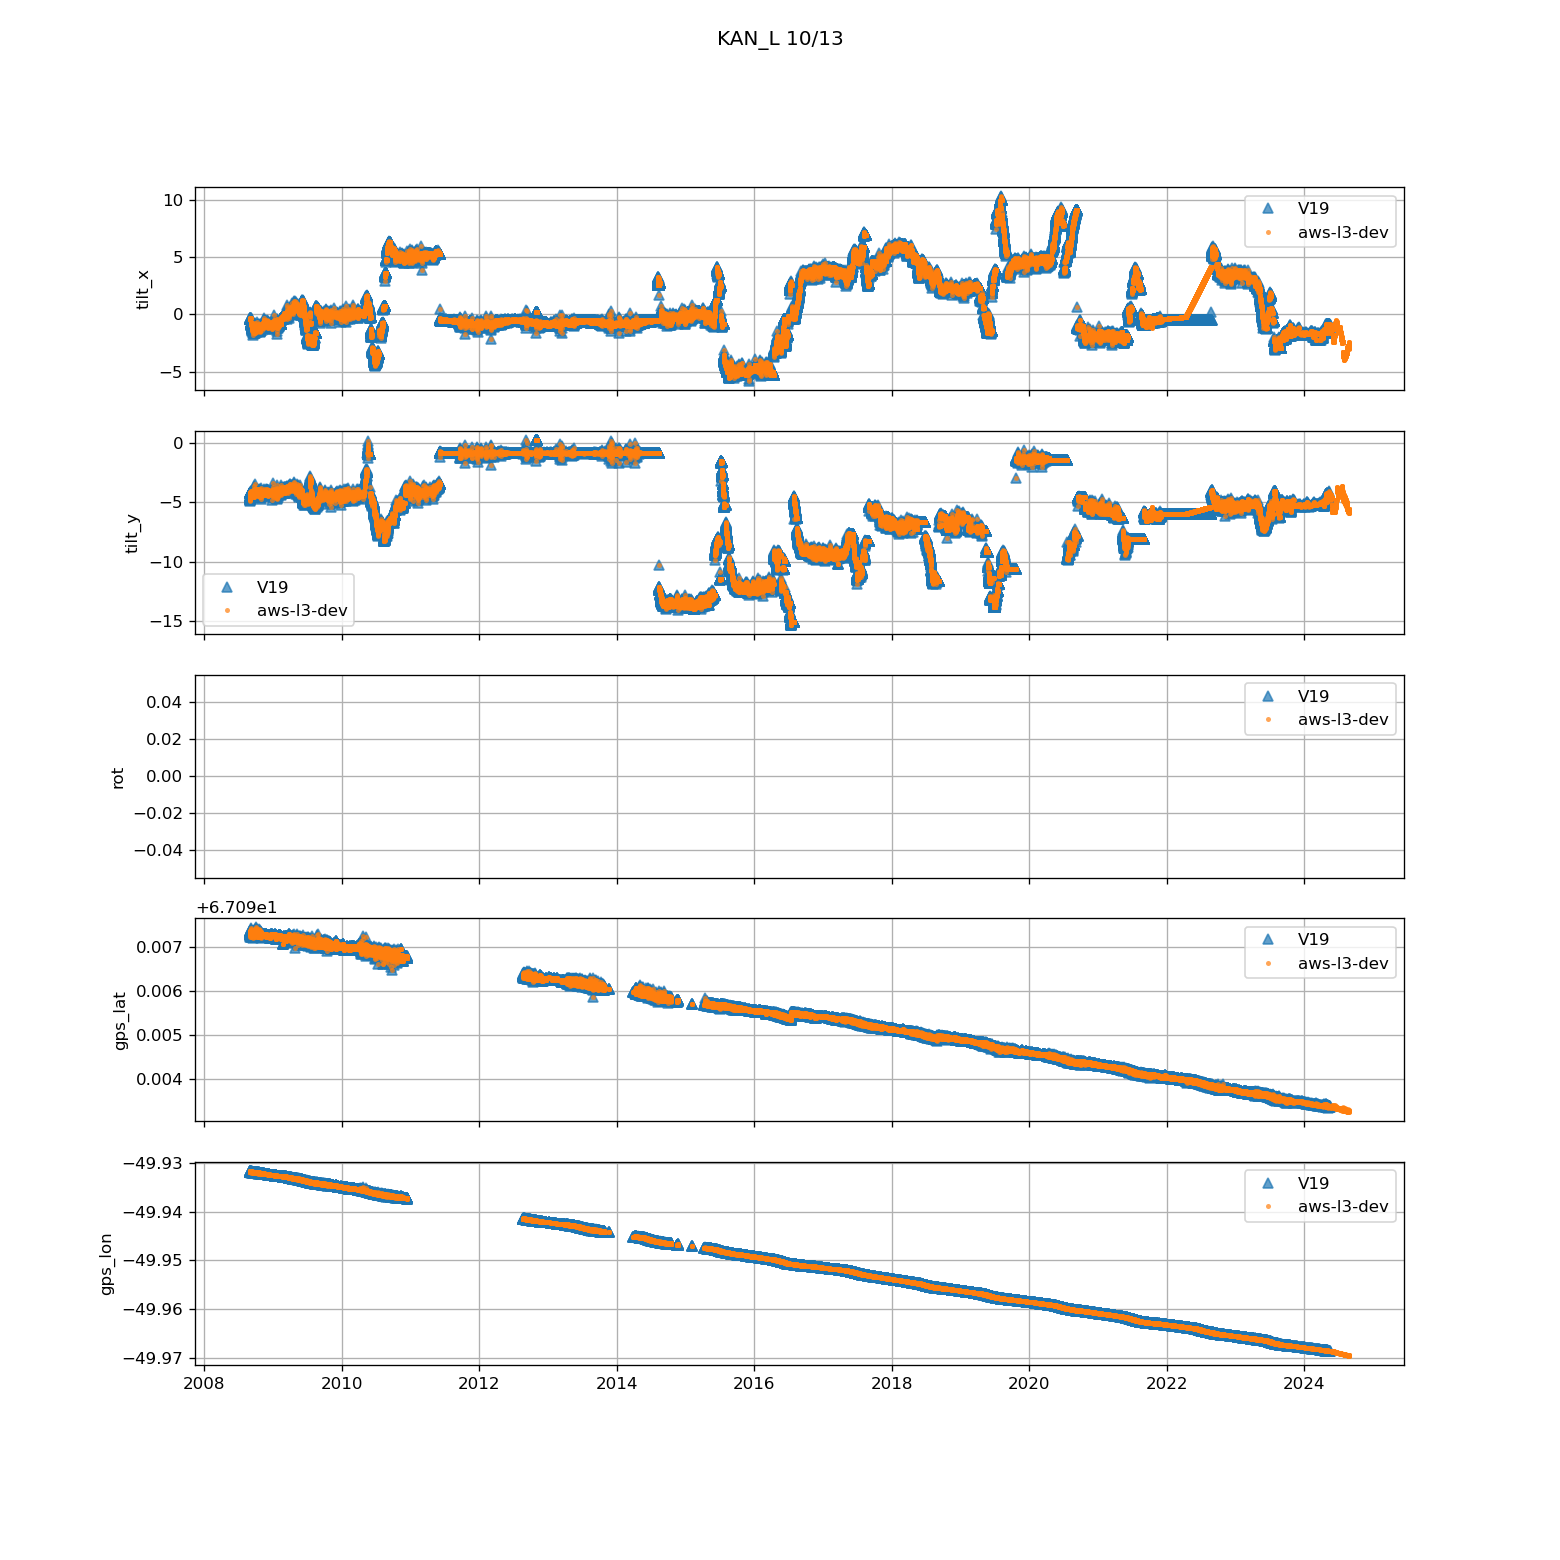 KAN_L 10/13
10
5
0
−5
tilt_x
V19
aws-l3-dev
0
−5
−10
−15
tilt_y
V19
aws-l3-dev
0.04
0.02
0.00
−0.02
−0.04
rot
V19
aws-l3-dev
+6.709e1
0.007
0.006
0.005
0.004
gps_lat
V19
aws-l3-dev
−49.93
−49.94
−49.95
−49.96
−49.97
gps_lon
V19
aws-l3-dev
2008 2010 2012 2014 2016 2018 2020 2022 2024